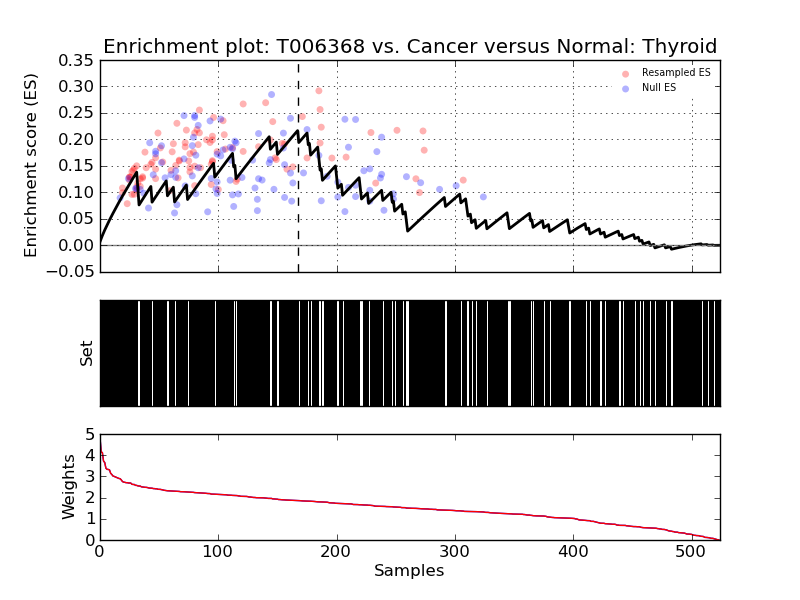 Enrichment plot: T006368 vs. Cancer versus Normal: Thyroid
Enrichment score (ES)
0.35
0.30
0.25
0.20
0.15
0.10
0.05
0.00
−0.05
Resampled ES
Null ES
Set
Weights
5
4
3
2
1
0
0 100 200 300 400 500
Samples